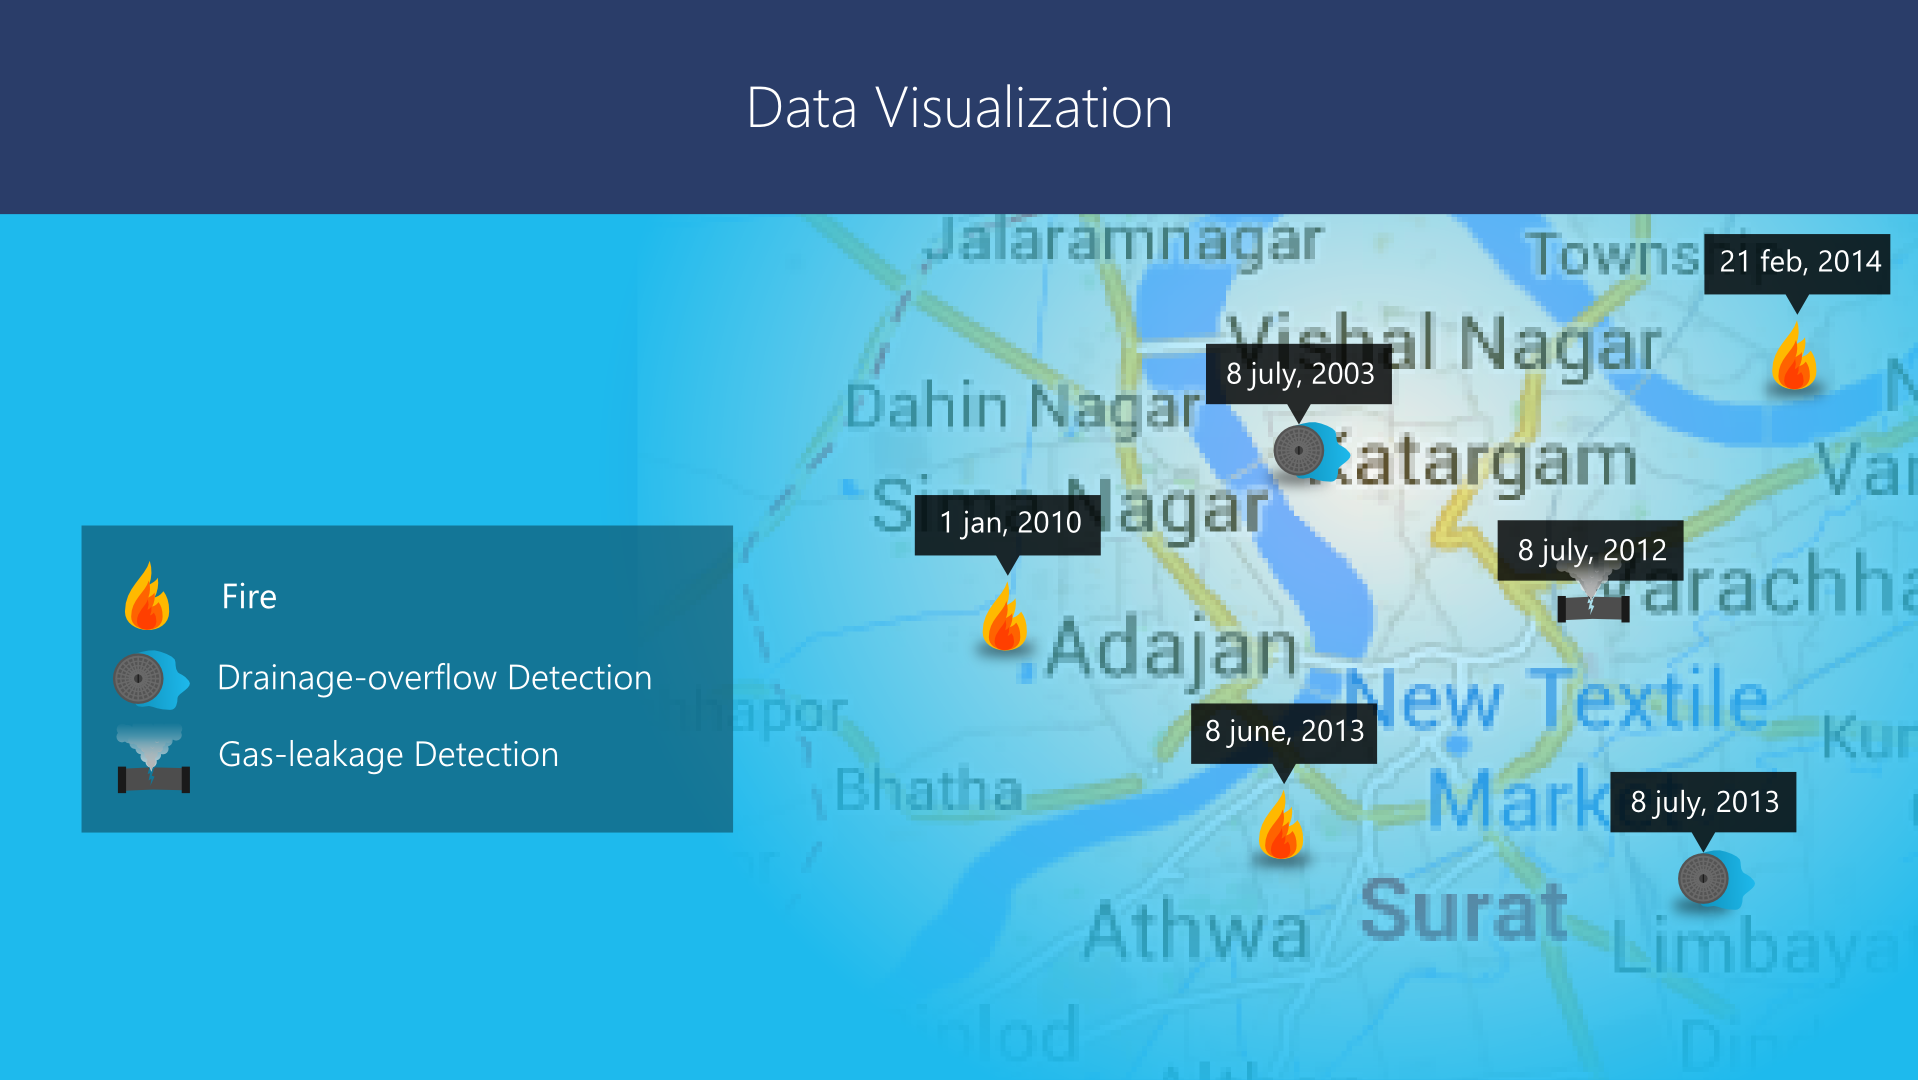 Data Visualization
Jalaramnagar
Towns
21 feb, 2014
Vishal Nagar
8 july, 2003
Dahin Nagar
Katargam
Nagar
1 jan, 2010
8 july, 2012
Fire
Adajan
Drainage-overflow Detection
New Textile
8 june, 2013
Gas-leakage Detection
Bhatha
8 july, 2013
Surat
Athwa
Limbaya